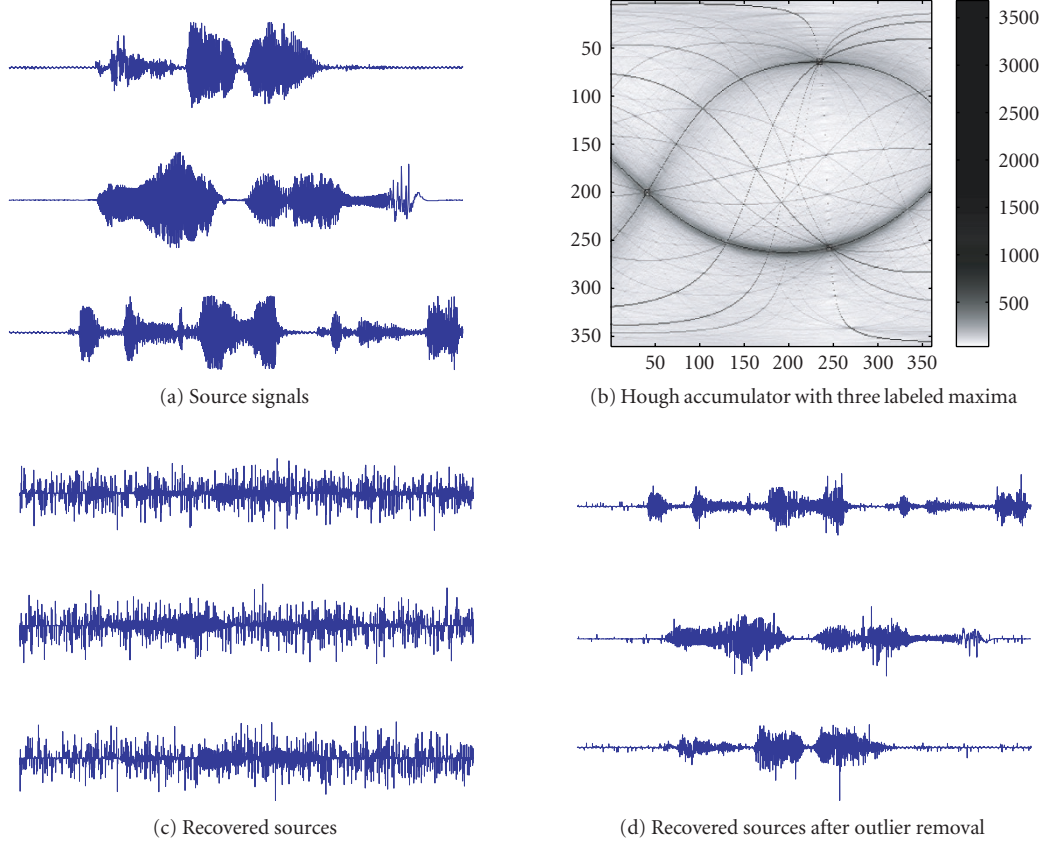 50
100
150
200
250
300
350
50 100 150 200 250 300 350
3500
3000
2500
2000
1500
1000
500
(a) Source signals
(b) Hough accumulator with three labeled maxima
(c) Recovered sources
(d) Recovered sources after outlier removal